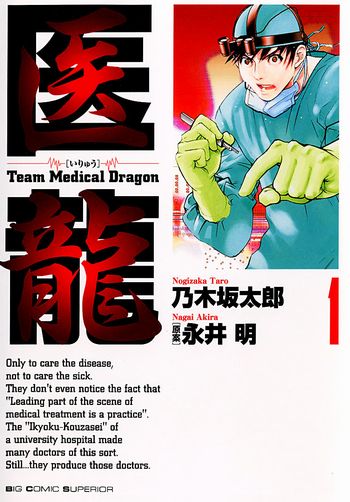 医龍
[いりゅう]
Team Medical Dragon
Nogizaka Taro
乃木坂太郎
Nagai Akira
[原案]永井 明
1
Only to care the disease,
not to care the sick.
They don't even notice the fact that
"Leading part of the scene of
medical treatment is a practice".
The "Ikyoku-Kouzasei" of
a university hospital made
many doctors of this sort.
Still...they produce those doctors.
BIG COMIC SUPERIOR